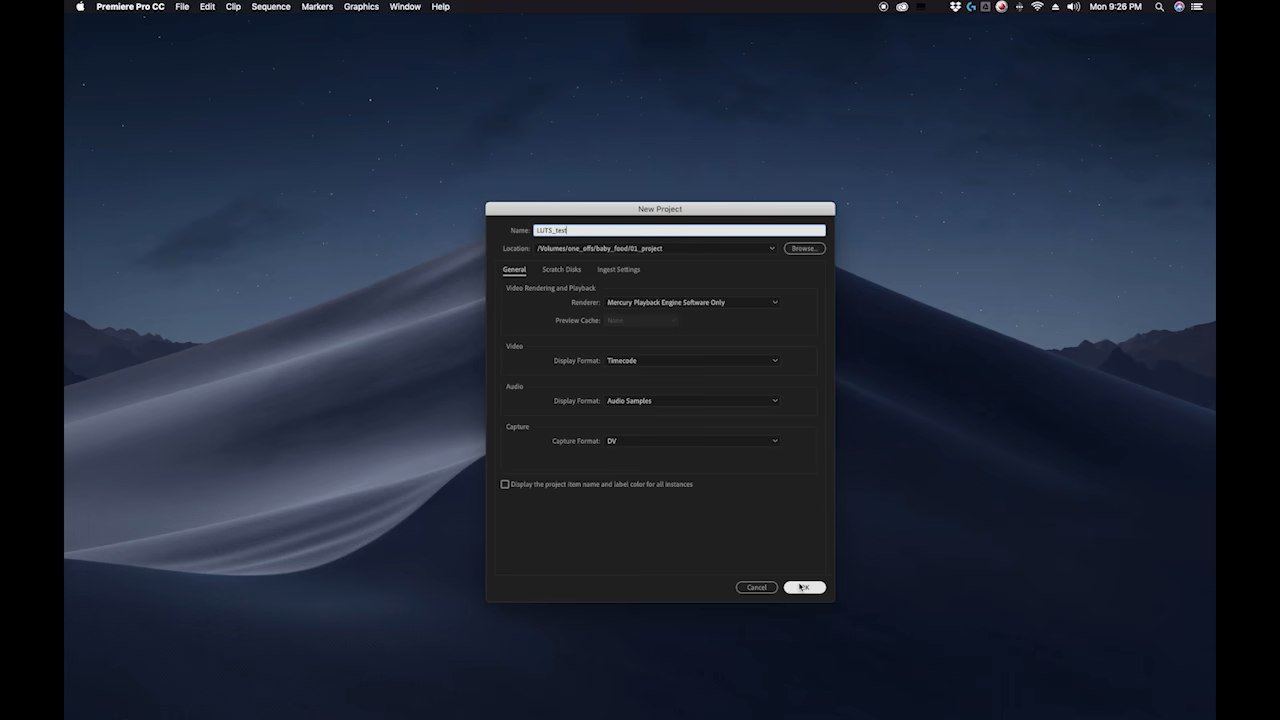 Premiere Pro CC File Edit Clip Sequence Markers Graphics Window Help Mon 9:26 PM
New Project
Name: LUTS_test
Location: /Volumes/one_offs/baby_food/01_project Browse...
General Scratch Disks Ingest Settings
Video Rendering and Playback
Renderer: Mercury Playback Engine Software Only
Preview Cache: None
Video
Display Format: Timecode
Audio
Display Format: Audio Samples
Capture
Capture Format: DV
Display the project item name and label color for all instances
Cancel OK